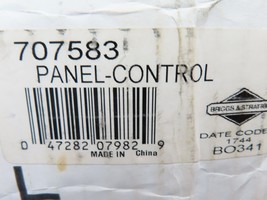 707583
PANEL-CONTROL
BRIGGS & STRATTON
0 47282 07982 9
MADE IN China
DATE CODE
1744
BO341